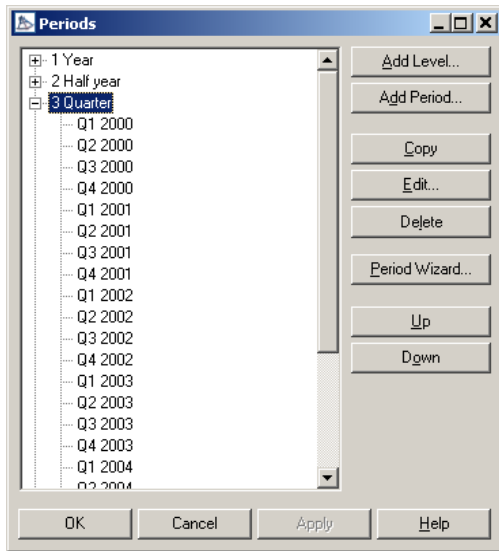 Periods
1 Year
2 Half year
3 Quarter
Q1 2000
Q2 2000
Q3 2000
Q4 2000
Q1 2001
Q2 2001
Q3 2001
Q4 2001
Q1 2002
Q2 2002
Q3 2002
Q4 2002
Q1 2003
Q2 2003
Q3 2003
Q4 2003
Q1 2004
Q2 2004
Add Level...
Add Period...
Copy
Edit...
Delete
Period Wizard...
Up
Down
OK Cancel Apply Help